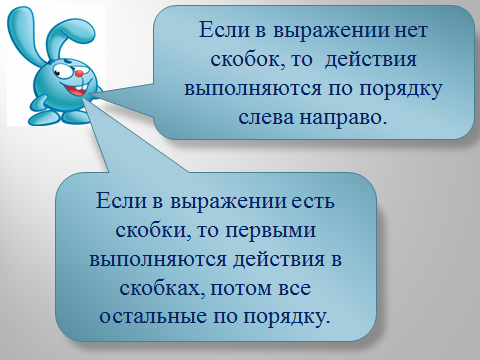 Если в выражении нет
скобок, то действия
выполняются по порядку
слева направо.
Если в выражении есть
скобки, то первыми
выполняются действия в
скобках, потом все
остальные по порядку.